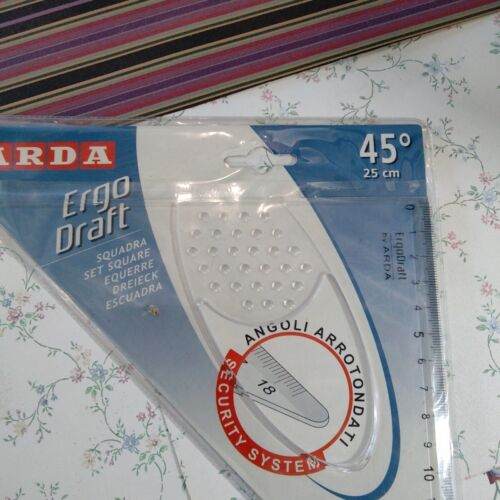 ARDA
Ergo
Draft
SQUADRA
SET SQUARE
EQUERRE
DREIECK
ESCUADRA
45°
25 cm
ErgoDraft
by ARDA
0
1
2
3
4
5
6
7
8
9
10
ANGOLI ARROTONDATI
18
SECURITY SYSTEM